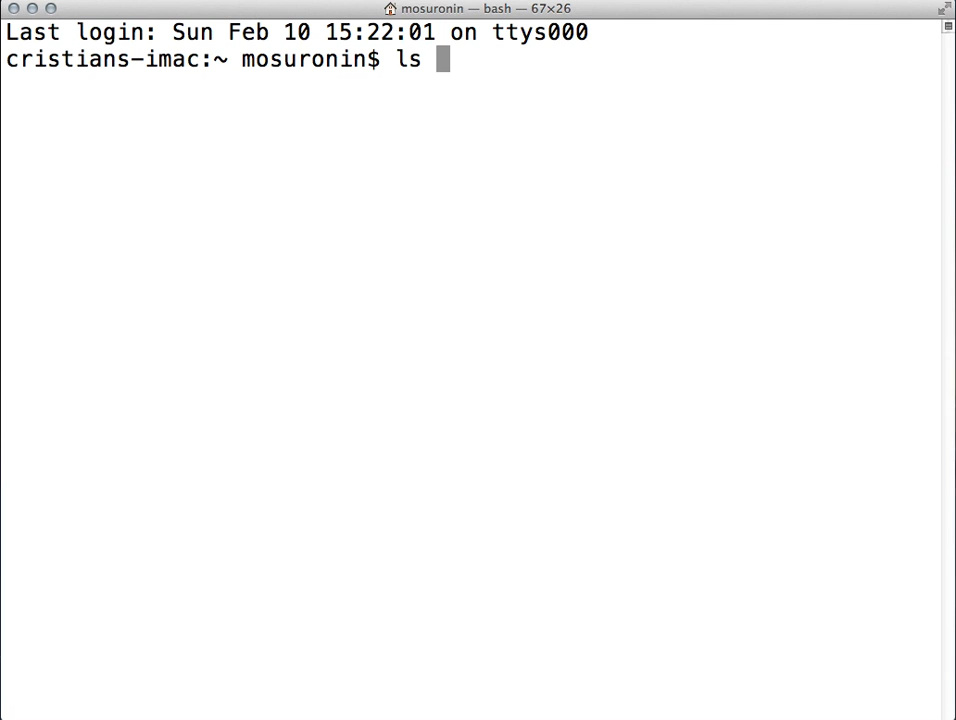 mosuronin — bash — 67×26
Last login: Sun Feb 10 15:22:01 on ttys000
cristians-imac:~ mosuronin$ ls